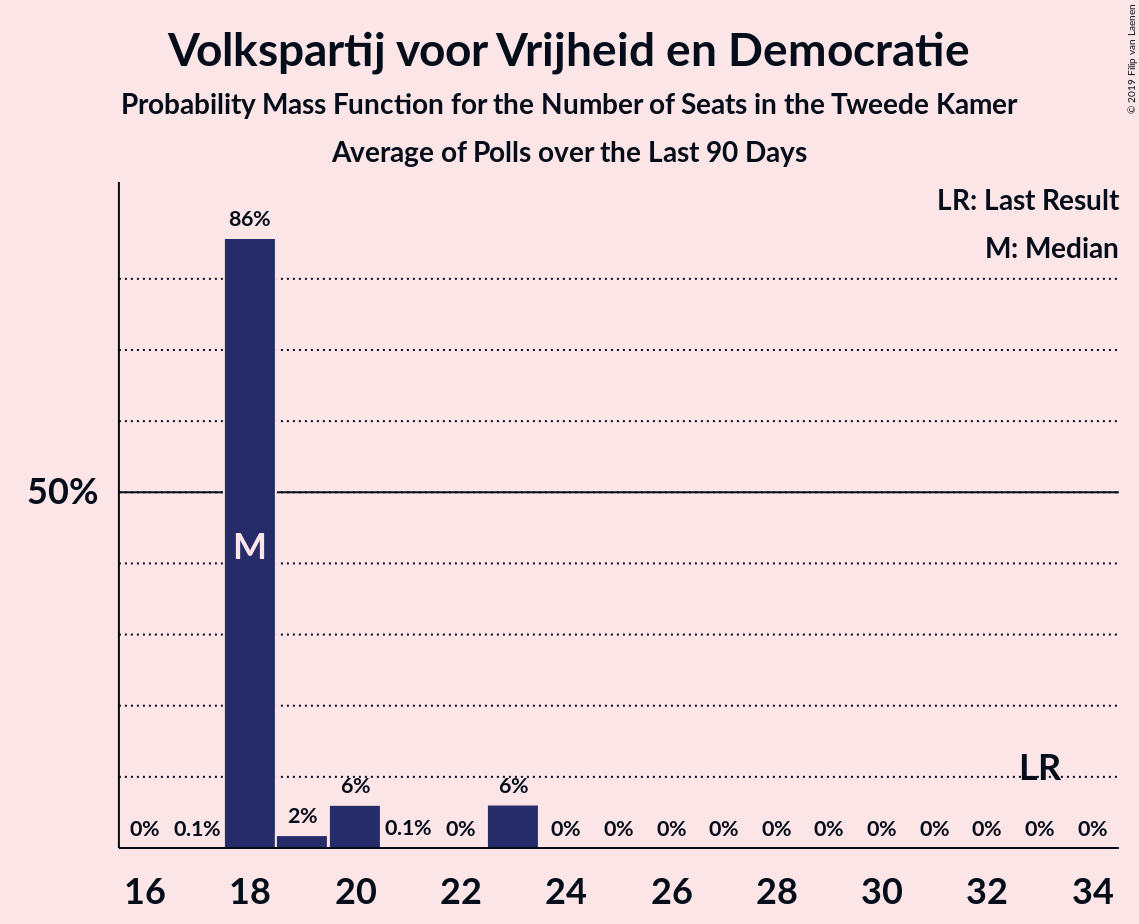 Volkspartij voor Vrijheid en Democratie
Probability Mass Function for the Number of Seats in the Tweede Kamer
Average of Polls over the Last 90 Days
© 2019 Filip van Laenen
LR: Last Result
M: Median
86%
50%
M
LR
0% 0.1% 2% 6% 0.1% 0% 6% 0% 0% 0% 0% 0% 0% 0% 0% 0% 0% 0%
16 18 20 22 24 26 28 30 32 34